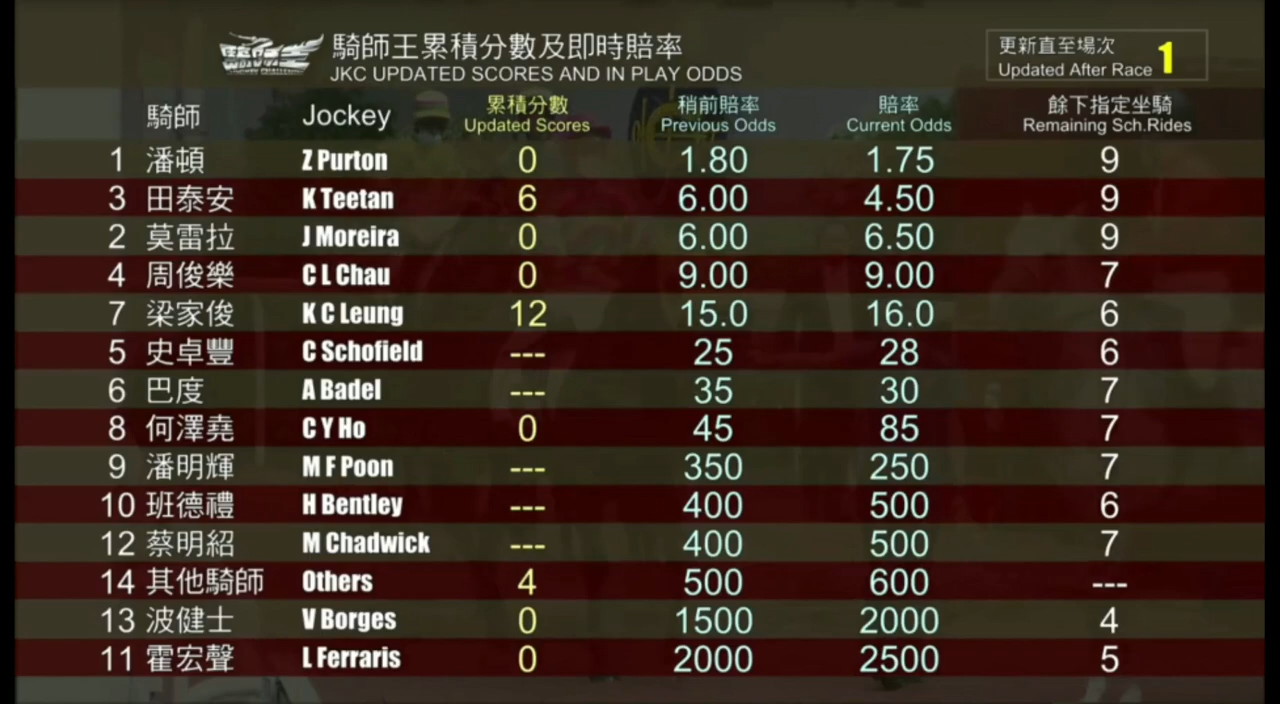 騎師王累積分數及即時賠率
JKC UPDATED SCORES AND IN PLAY ODDS
更新直至場次 1
Updated After Race
騎師 Jockey 累積分數 稍前賠率 賠率 餘下指定坐騎
Updated Scores Previous Odds Current Odds Remaining Sch.Rides
1 潘頓 Z Purton 0 1.80 1.75 9
3 田泰安 K Teetan 6 6.00 4.50 9
2 莫雷拉 J Moreira 0 6.00 6.50 9
4 周俊樂 C L Chau 0 9.00 9.00 7
7 梁家俊 K C Leung 12 15.0 16.0 6
5 史卓豐 C Schofield --- 25 28 6
6 巴度 A Badel --- 35 30 7
8 何澤堯 C Y Ho 0 45 85 7
9 潘明輝 M F Poon --- 350 250 7
10 班德禮 H Bentley --- 400 500 6
12 蔡明紹 M Chadwick --- 400 500 7
14 其他騎師 Others 4 500 600 ---
13 波健士 V Borges 0 1500 2000 4
11 霍宏聲 L Ferraris 0 2000 2500 5